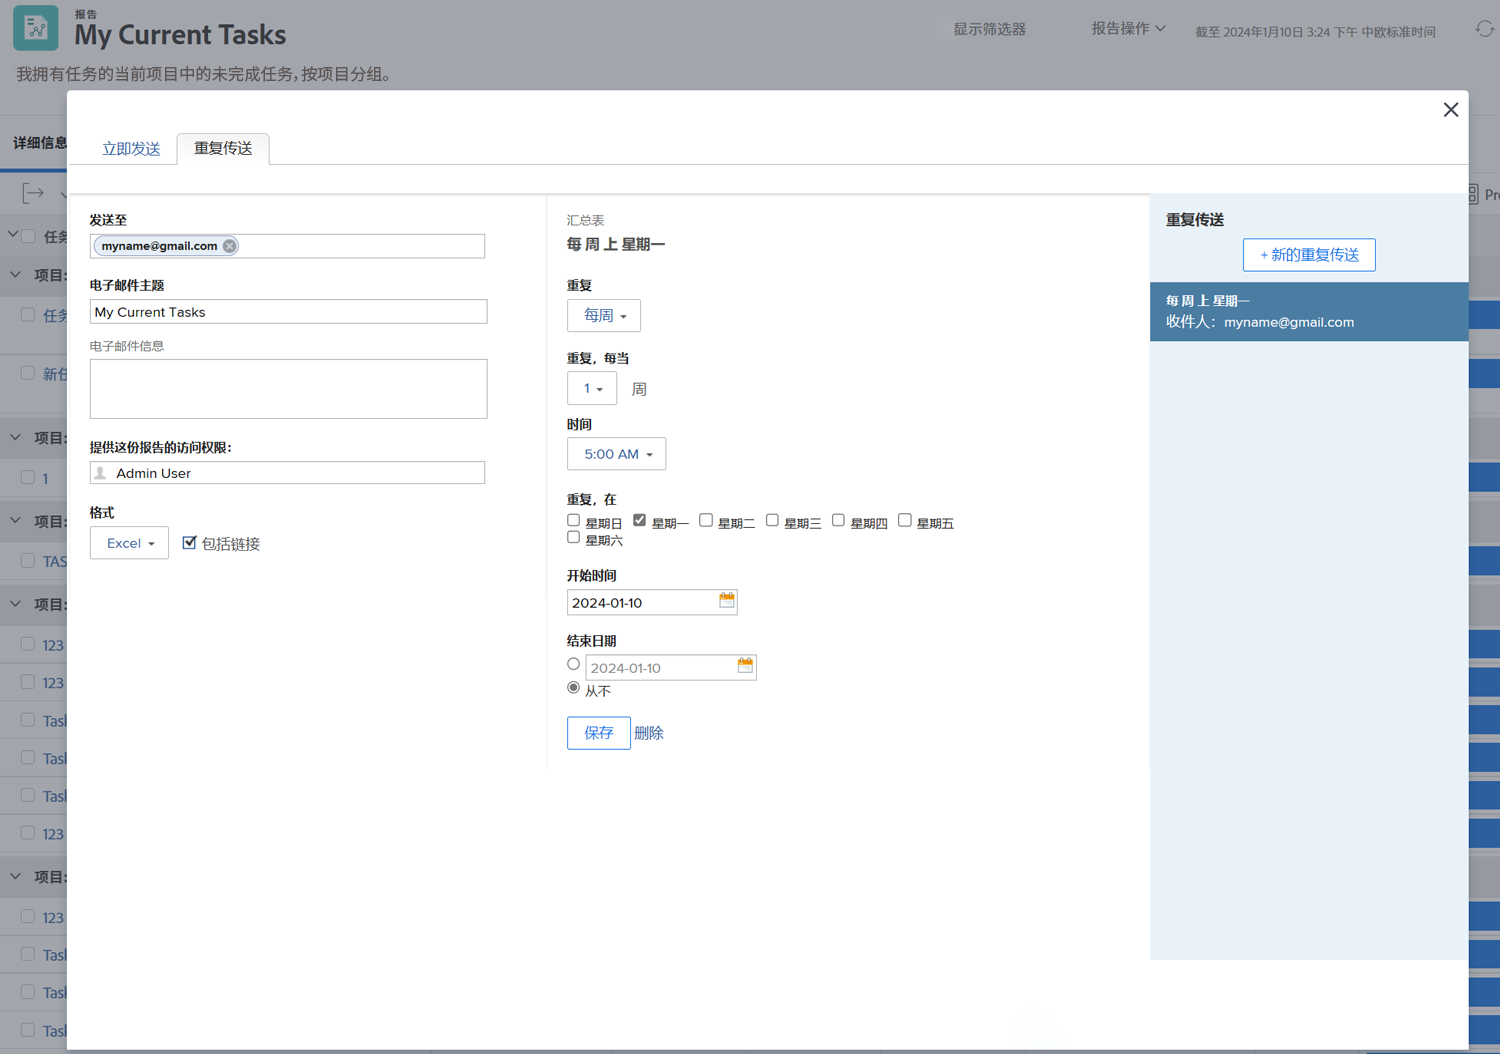 报告
My Current Tasks
显示筛选器
报告操作
截至 2024年1月10日 3:24 下午 中欧标准时间
我拥有任务的当前项目中的未完成任务,按项目分组。
详细信息
立即发送
重复传送
发送至
myname@gmail.com
电子邮件主题
My Current Tasks
电子邮件信息
提供这份报告的访问权限:
Admin User
格式
Excel
包括链接
汇总表
每 周 上 星期一
重复
每周
重复，每当
1 周
时间
5:00 AM
重复，在
星期日 星期一 星期二 星期三 星期四 星期五
星期六
开始时间
2024-01-10
结束日期
2024-01-10
从不
保存 删除
重复传送
+ 新的重复传送
每 周 上 星期一
收件人：myname@gmail.com
任务
项目:
任务
新任
项目:
1
项目:
TAS
项目:
123
123
Task
Task
Task
123
项目:
123
Task
Task
Task